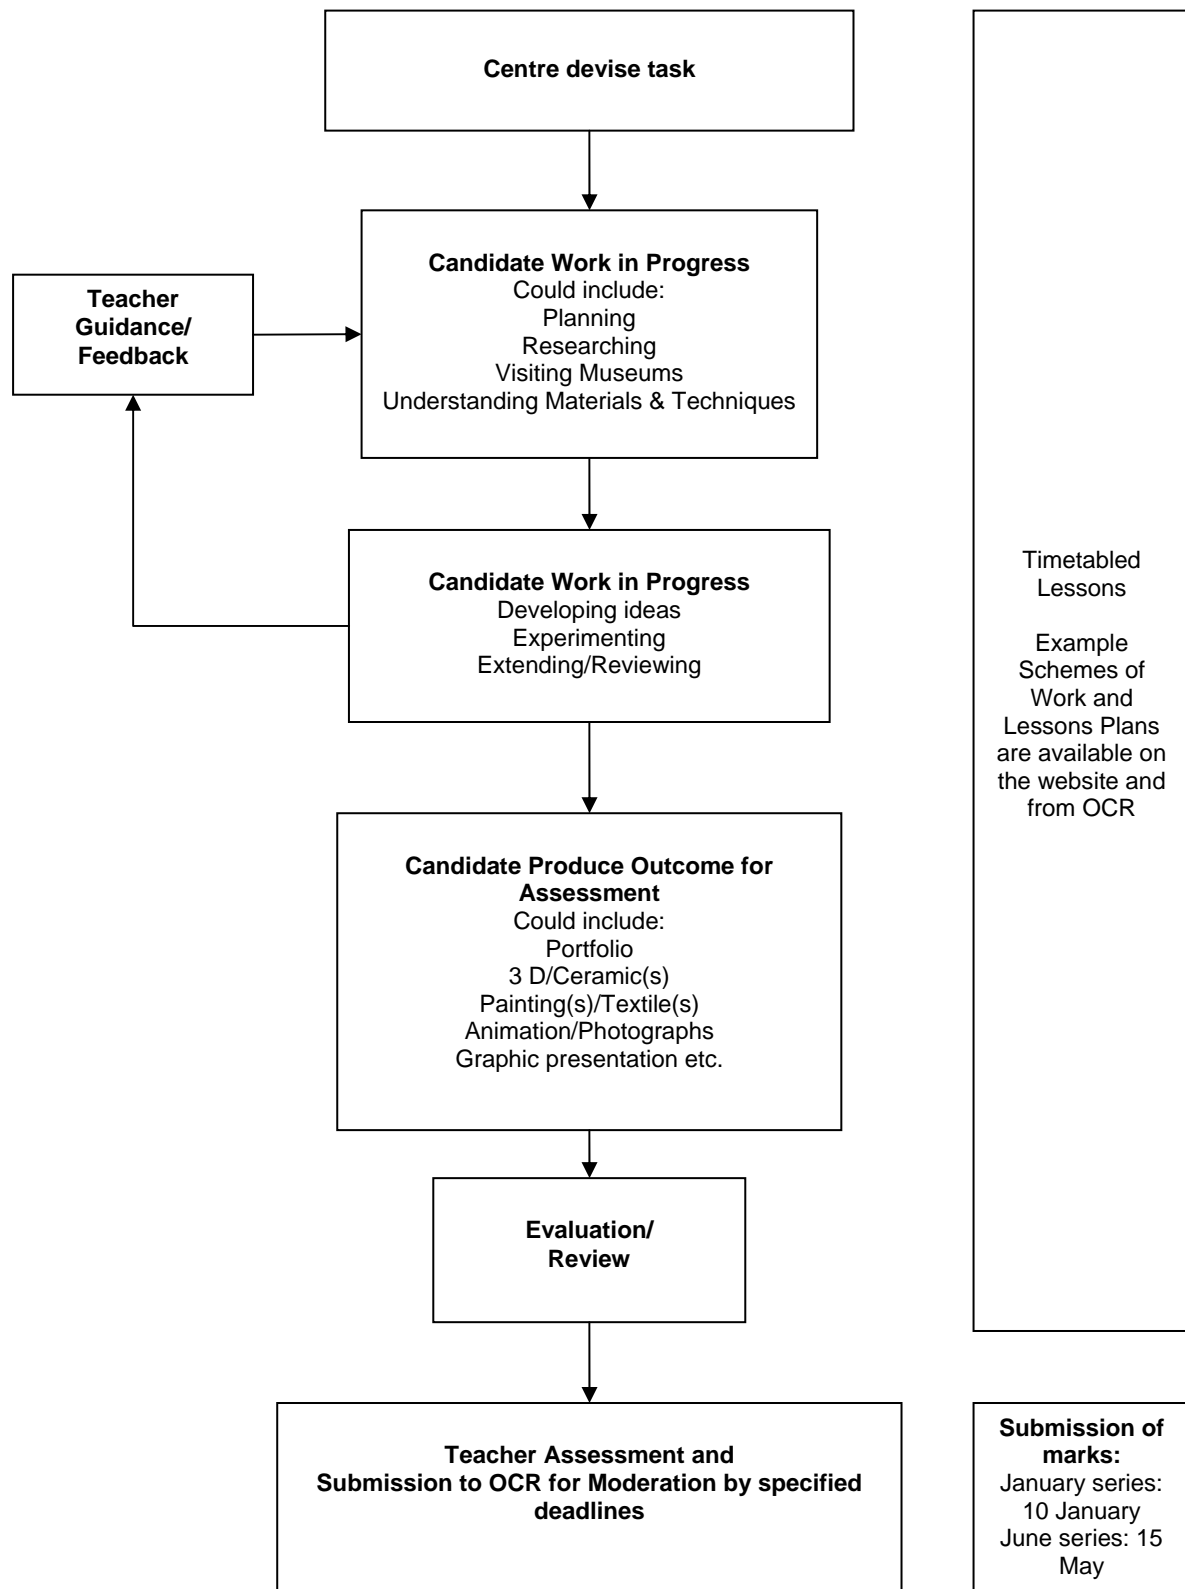 Centre devise task
Candidate Work in Progress
Could include:
Planning
Researching
Visiting Museums
Understanding Materials & Techniques
Teacher
Guidance/
Feedback
Candidate Work in Progress
Developing ideas
Experimenting
Extending/Reviewing
Candidate Produce Outcome for
Assessment
Could include:
Portfolio
3 D/Ceramic(s)
Painting(s)/Textile(s)
Animation/Photographs
Graphic presentation etc.
Evaluation/
Review
Teacher Assessment and
Submission to OCR for Moderation by specified
deadlines
Timetabled
Lessons
Example
Schemes of
Work and
Lessons Plans
are available on
the website and
from OCR
Submission of
marks:
January series:
10 January
June series: 15
May